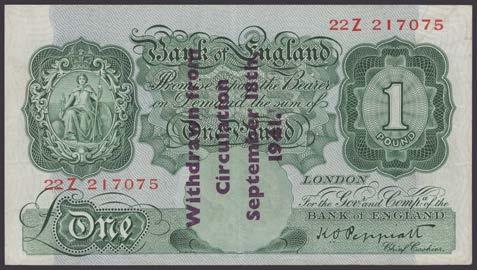 22Z 217075
Bank of England
Promise to pay the Bearer
on Demand the sum of
One Pound
1
POUND
22Z 217075
LONDON
For the Govr. and Compa. of the
BANK of ENGLAND
K O Peppiatt
Chief Cashier.
£One
Withdrawn from
Circulation
September 18th,
1941.